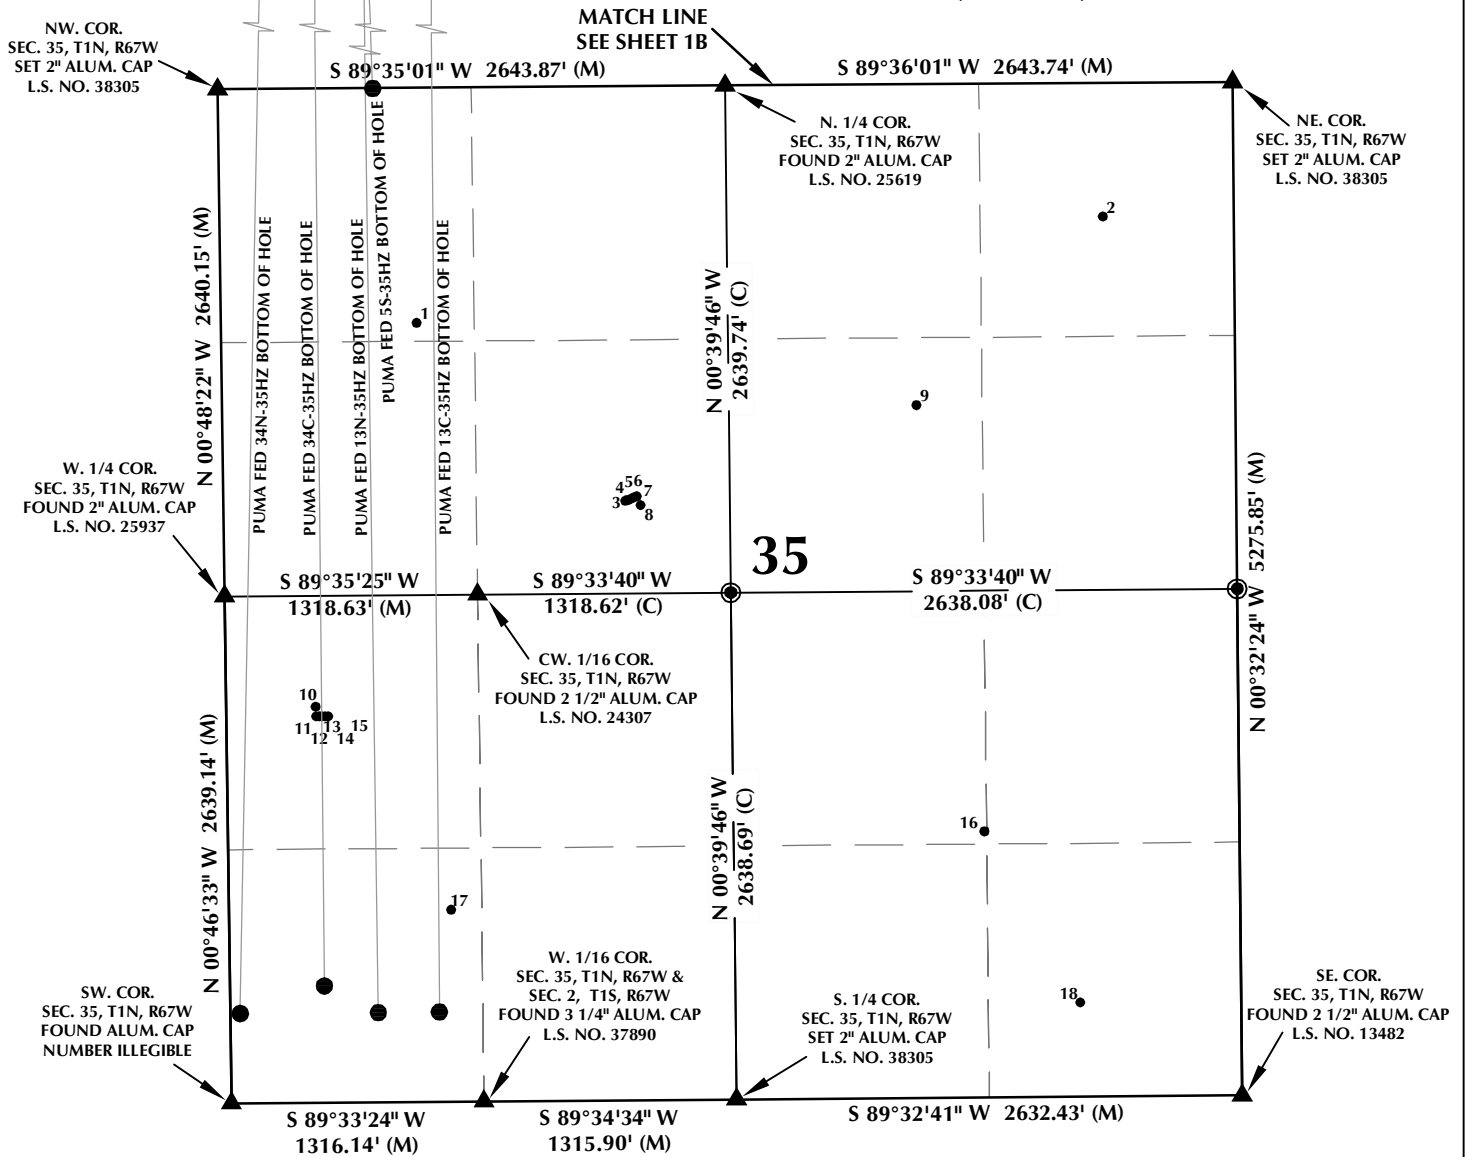 MATCH LINE
SEE SHEET 1B
NW. COR.
SEC. 35, T1N, R67W
SET 2" ALUM. CAP
L.S. NO. 38305
S 89°35'01" W 2643.87' (M)
S 89°36'01" W 2643.74' (M)
N. 1/4 COR.
SEC. 35, T1N, R67W
FOUND 2" ALUM. CAP
L.S. NO. 25619
NE. COR.
SEC. 35, T1N, R67W
SET 2" ALUM. CAP
L.S. NO. 38305
N 00°48'22" W 2640.15' (M)
PUMA FED 34N-35HZ BOTTOM OF HOLE
PUMA FED 34C-35HZ BOTTOM OF HOLE
PUMA FED 13N-35HZ BOTTOM OF HOLE
PUMA FED 5S-35HZ BOTTOM OF HOLE
PUMA FED 13C-35HZ BOTTOM OF HOLE
1
2
N 00°39'46" W
2639.74' (C)
9
3
4
5
6
7
8
W. 1/4 COR.
SEC. 35, T1N, R67W
FOUND 2" ALUM. CAP
L.S. NO. 25937
35
N 00°32'24" W 5275.85' (M)
S 89°35'25" W
1318.63' (M)
S 89°33'40" W
1318.62' (C)
S 89°33'40" W
2638.08' (C)
CW. 1/16 COR.
SEC. 35, T1N, R67W
FOUND 2 1/2" ALUM. CAP
L.S. NO. 24307
10
11
12
13
14
15
N 00°46'33" W 2639.14' (M)
N 00°39'46" W
2638.69' (C)
16
17
18
SW. COR.
SEC. 35, T1N, R67W
FOUND ALUM. CAP
NUMBER ILLEGIBLE
W. 1/16 COR.
SEC. 35, T1N, R67W &
SEC. 2, T1S, R67W
FOUND 3 1/4" ALUM. CAP
L.S. NO. 37890
S. 1/4 COR.
SEC. 35, T1N, R67W
SET 2" ALUM. CAP
L.S. NO. 38305
SE. COR.
SEC. 35, T1N, R67W
FOUND 2 1/2" ALUM. CAP
L.S. NO. 13482
S 89°33'24" W
1316.14' (M)
S 89°34'34" W
1315.90' (M)
S 89°32'41" W 2632.43' (M)